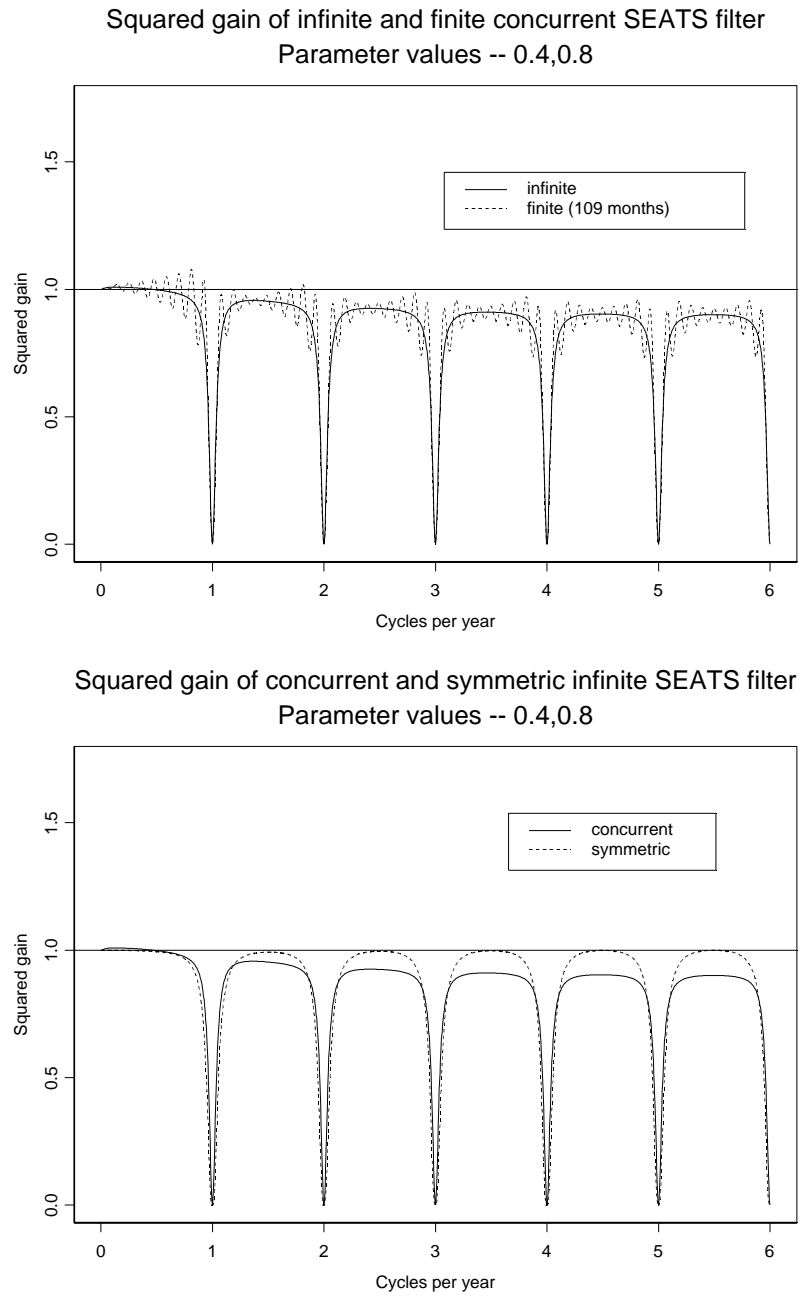 Squared gain of infinite and finite concurrent SEATS filter
Parameter values -- 0.4,0.8
Squared gain
1.5
1.0
0.5
0.0
infinite
finite (109 months)
0 1 2 3 4 5 6
Cycles per year
Squared gain of concurrent and symmetric infinite SEATS filter
Parameter values -- 0.4,0.8
Squared gain
1.5
1.0
0.5
0.0
concurrent
symmetric
0 1 2 3 4 5 6
Cycles per year